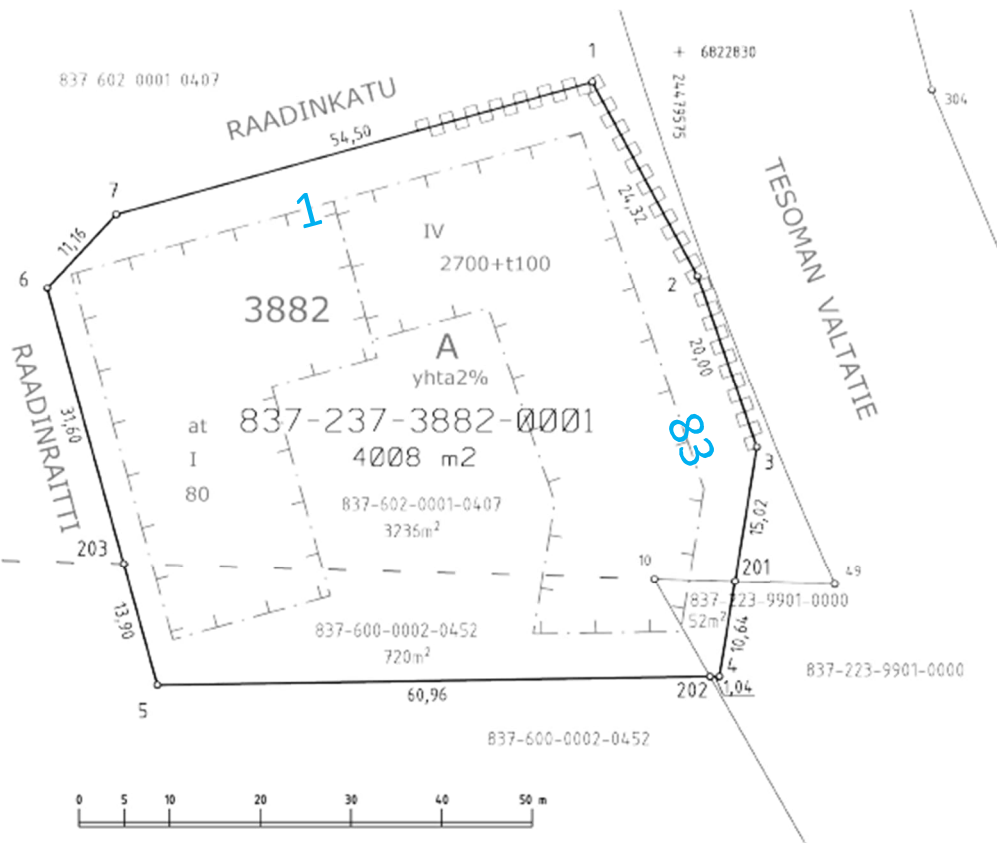 1
+ 6822830
24479575
304
837 602 0001 0407
RAADINKATU
54,50
7
11,16
6
1
IV
2700+t100
24,32
2
TESOMAN VALTATIE
3882
A
yhta2%
20,00
RAADINRAITTI
31,60
at
I
80
837-237-3882-0001
4008 m2
83
3
837-602-0001-0407
3236m²
15,02
203
10
201
49
13,90
837-223-9901-0000
52m²
10,64
837-600-0002-0452
720m²
4
837-223-9901-0000
202
1,04
5
60,96
837-600-0002-0452
0 5 10 20 30 40 50 m